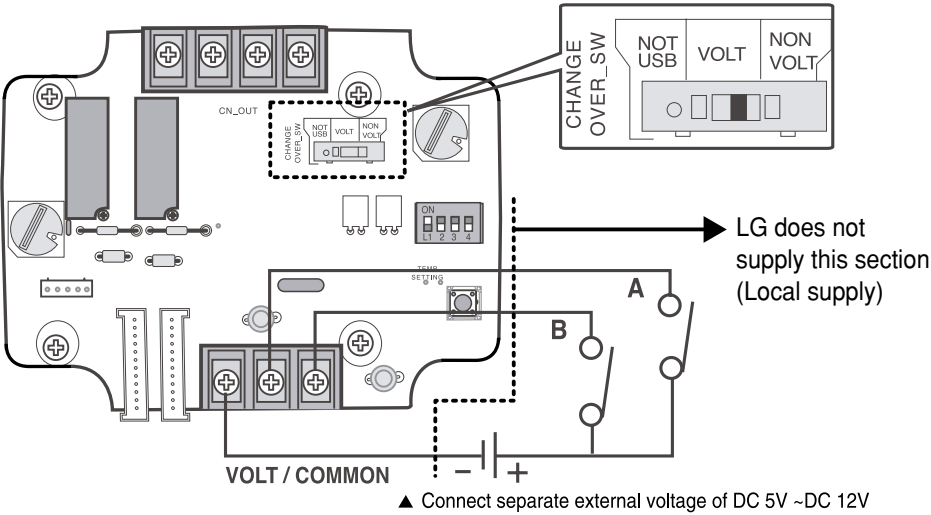 CHANGE
OVER_SW
NOT
USB
VOLT
NON
VOLT
CN_OUT
CHANGE
OVER_SW
NOT
USB
VOLT
NON
VOLT
ON
L1 2 3 4
TEMP
SETTING
LG does not
supply this section
(Local supply)
A
B
VOLT / COMMON
− +
▲ Connect separate external voltage of DC 5V ~DC 12V